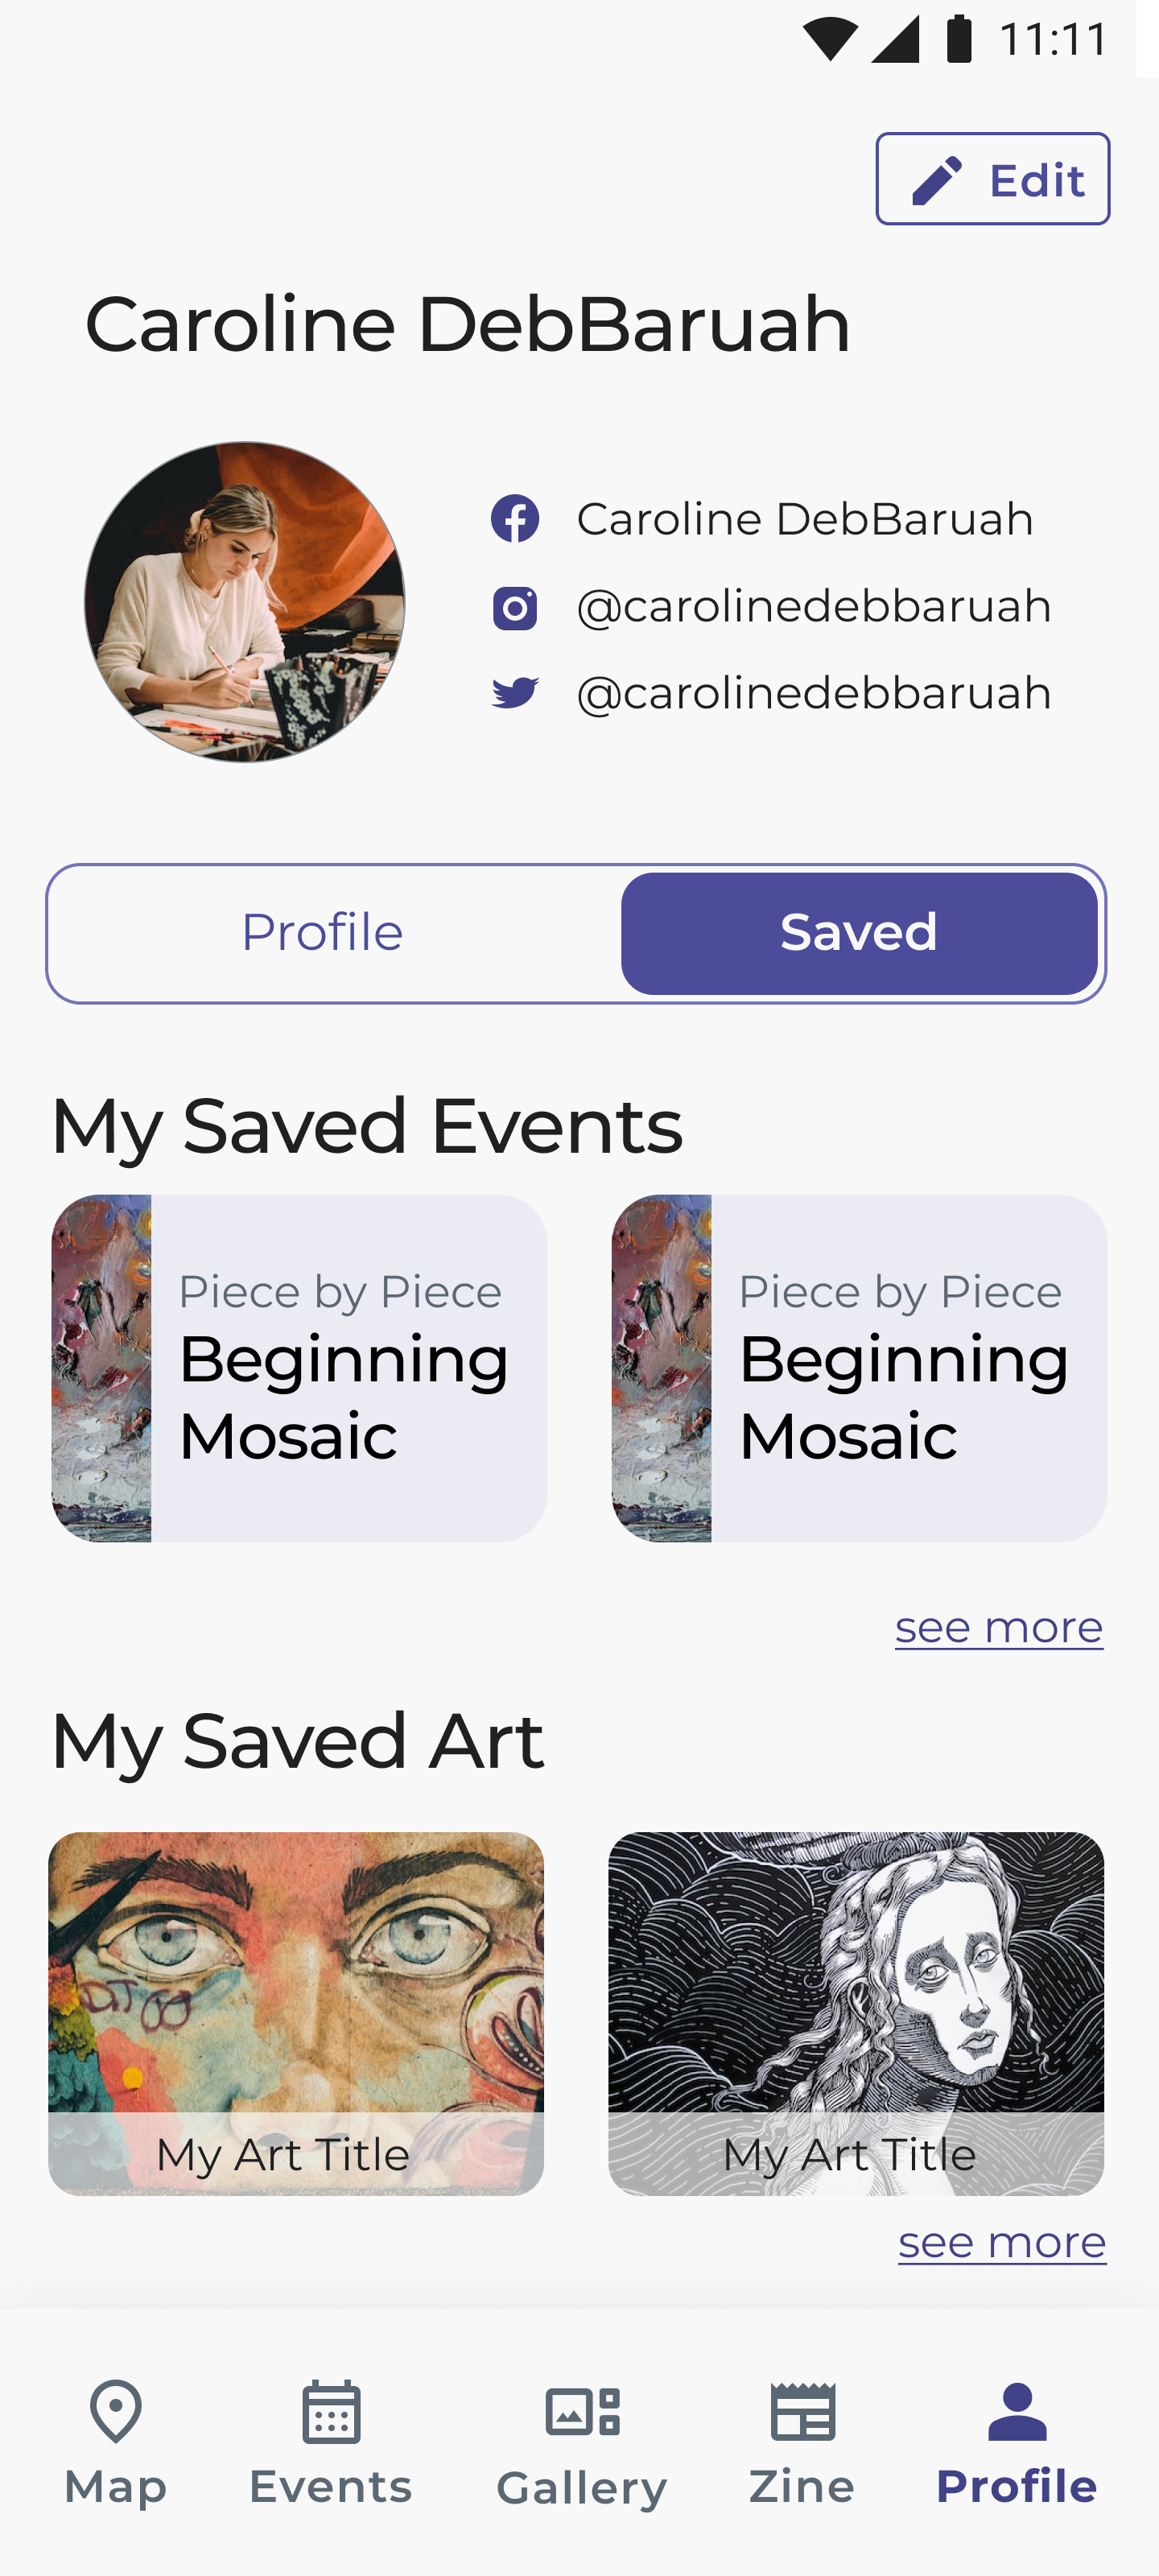 11:11
Edit
Caroline DebBaruah
Caroline DebBaruah
@carolinedebbaruah
@carolinedebbaruah
Profile
Saved
My Saved Events
Piece by Piece
Beginning
Mosaic
Piece by Piece
Beginning
Mosaic
see more
My Saved Art
My Art Title
My Art Title
see more
Map
Events
Gallery
Zine
Profile